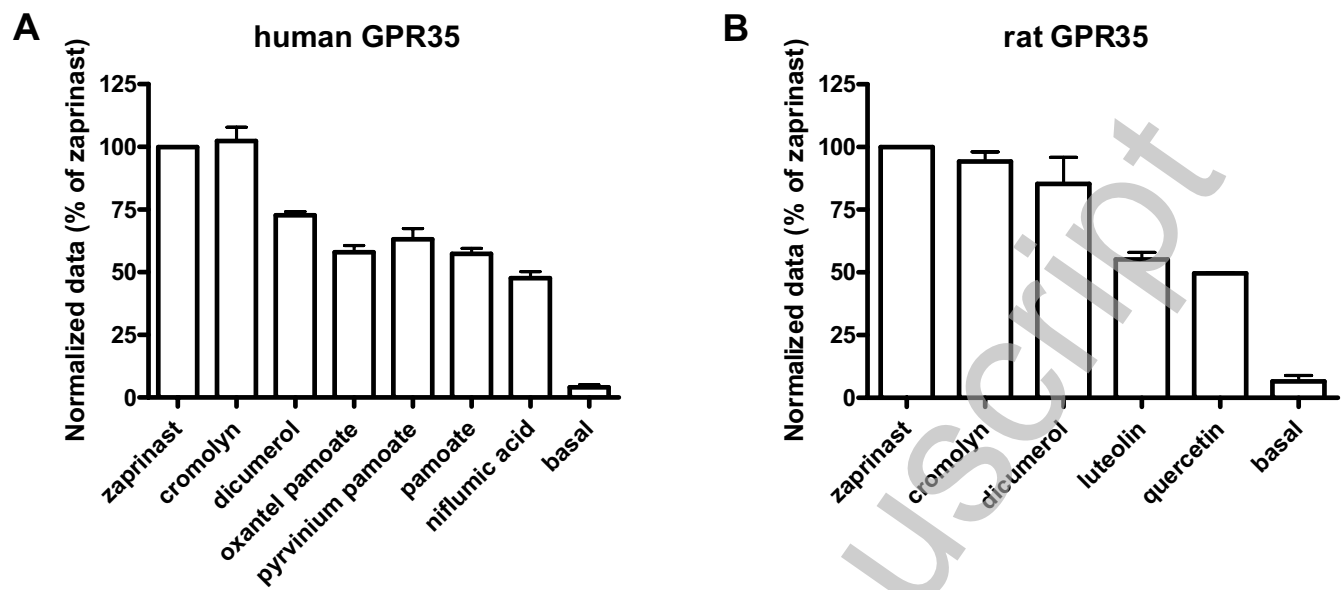 A
human GPR35
Normalized data (% of zaprinast)
125
100
75
50
25
0
zaprinast
cromolyn
dicumerol
oxantel pamoate
pyrvinium pamoate
pamoate
niflumic acid
basal
B
rat GPR35
Normalized data (% of zaprinast)
125
100
75
50
25
0
zaprinast
cromolyn
dicumerol
luteolin
quercetin
basal
uscript